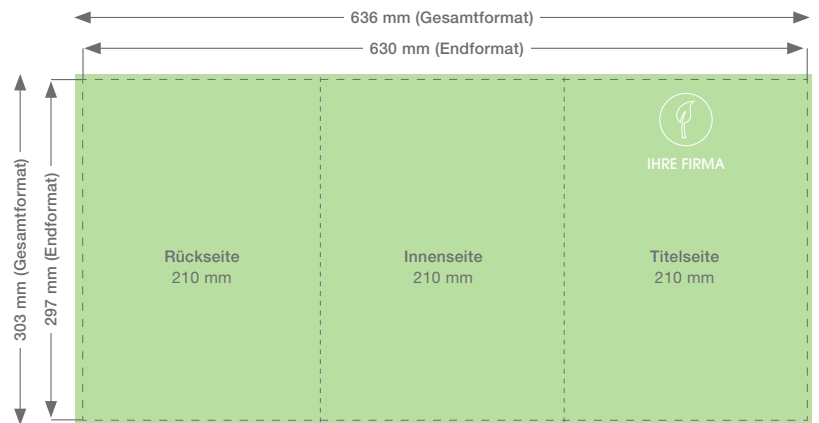 636 mm (Gesamtformat)
630 mm (Endformat)
303 mm (Gesamtformat)
297 mm (Endformat)
IHRE FIRMA
Rückseite
210 mm
Innenseite
210 mm
Titelseite
210 mm